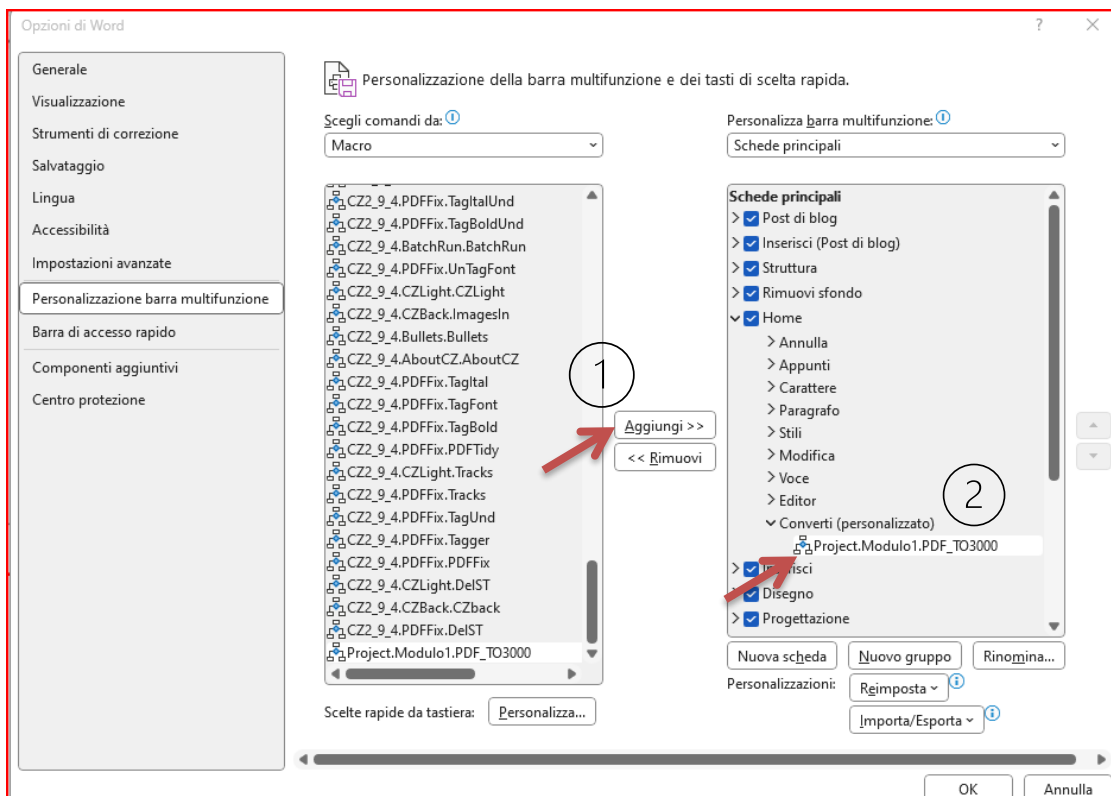 Opzioni di Word
?
Generale
Visualizzazione
Strumenti di correzione
Salvataggio
Lingua
Accessibilità
Impostazioni avanzate
Personalizzazione barra multifunzione
Barra di accesso rapido
Componenti aggiuntivi
Centro protezione
Personalizzazione della barra multifunzione e dei tasti di scelta rapida.
Scegli comandi da:
Macro
CZ2_9_4.PDFFix.TagItalUnd
CZ2_9_4.PDFFix.TagBoldUnd
CZ2_9_4.BatchRun.BatchRun
CZ2_9_4.PDFFix.UnTagFont
CZ2_9_4.CZLight.CZLight
CZ2_9_4.CZBack.ImagesIn
CZ2_9_4.Bullets.Bullets
CZ2_9_4.AboutCZ.AboutCZ
CZ2_9_4.PDFFix.TagItal
CZ2_9_4.PDFFix.TagFont
CZ2_9_4.PDFFix.TagBold
CZ2_9_4.PDFFix.PDFTidy
CZ2_9_4.CZLight.Tracks
CZ2_9_4.PDFFix.Tracks
CZ2_9_4.PDFFix.TagUnd
CZ2_9_4.PDFFix.Tagger
CZ2_9_4.PDFFix.PDFFix
CZ2_9_4.CZLight.DelST
CZ2_9_4.CZBack.CZback
CZ2_9_4.PDFFix.DelST
Project.Modulo1.PDF_TO3000
Scelte rapide da tastiera:
Personalizza...
1
Aggiungi >>
<< Rimuovi
Personalizza barra multifunzione:
Schede principali
Schede principali
Post di blog
Inserisci (Post di blog)
Struttura
Rimuovi sfondo
Home
Annulla
Appunti
Carattere
Paragrafo
Stili
Modifica
Voce
Editor
2
Converti (personalizzato)
Project.Modulo1.PDF_TO3000
Inserisci
Disegno
Progettazione
Nuova scheda
Nuovo gruppo
Rinomina...
Personalizzazioni:
Reimposta
Importa/Esporta
OK
Annulla